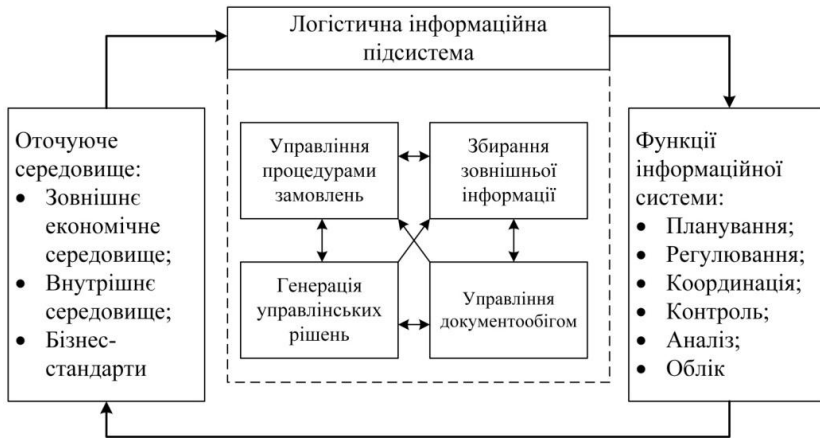 Логістична інформаційна
підсистема
Оточуюче
середовище:
• Зовнішнє
економічне
середовище;
• Внутрішнє
середовище;
• Бізнес-
стандарти
Управління
процедурами
замовлень
Збирання
зовнішньої
інформації
Генерація
управлінських
рішень
Управління
документообігом
Функції
інформаційної
системи:
• Планування;
• Регулювання;
• Координація;
• Контроль;
• Аналіз;
• Облік